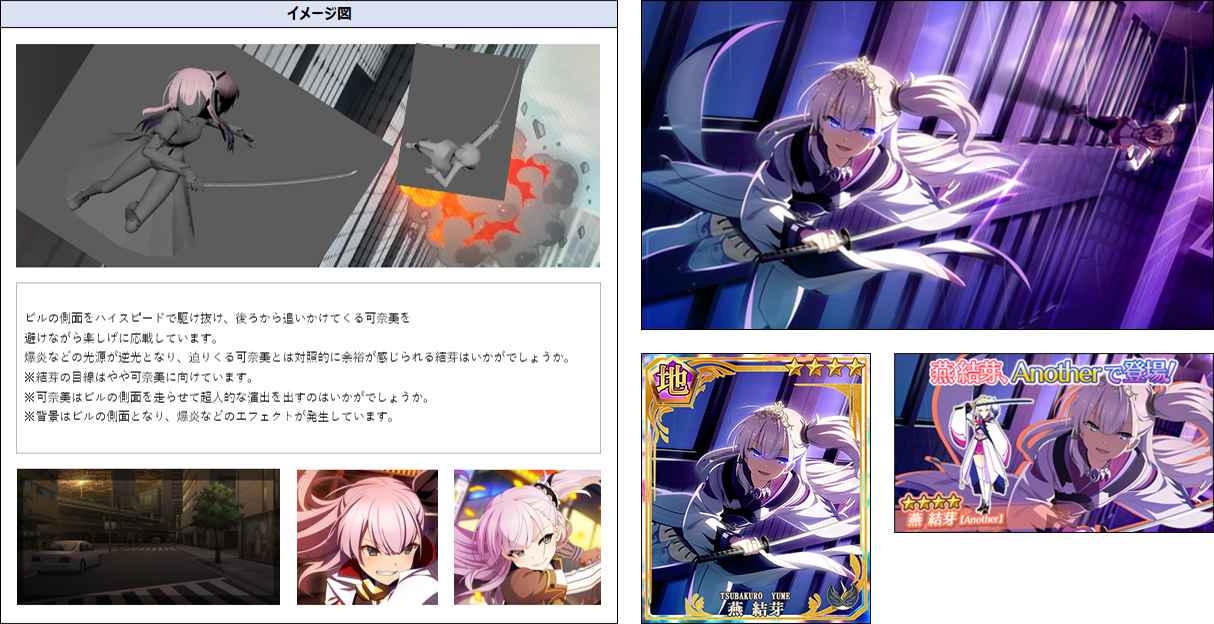 イメージ図
ビルの側面をハイスピードで駆け抜け、後ろから追いかけてくる可奈美を
避けながら楽しげに応戦しています。
爆炎などの光源が逆光となり、迫りくる可奈美とは対照的に余裕が感じられる結芽はいかがでしょうか。
※結芽の目線はやや可奈美に向けています。
※可奈美はビルの側面を走らせて超人的な演出を出すのはいかがでしょうか。
※背景はビルの側面となり、爆炎などのエフェクトが発生しています。
地
TSUBAKURO YUME
燕 結芽
燕 結芽、Anotherで登場!
燕 結芽【Another】